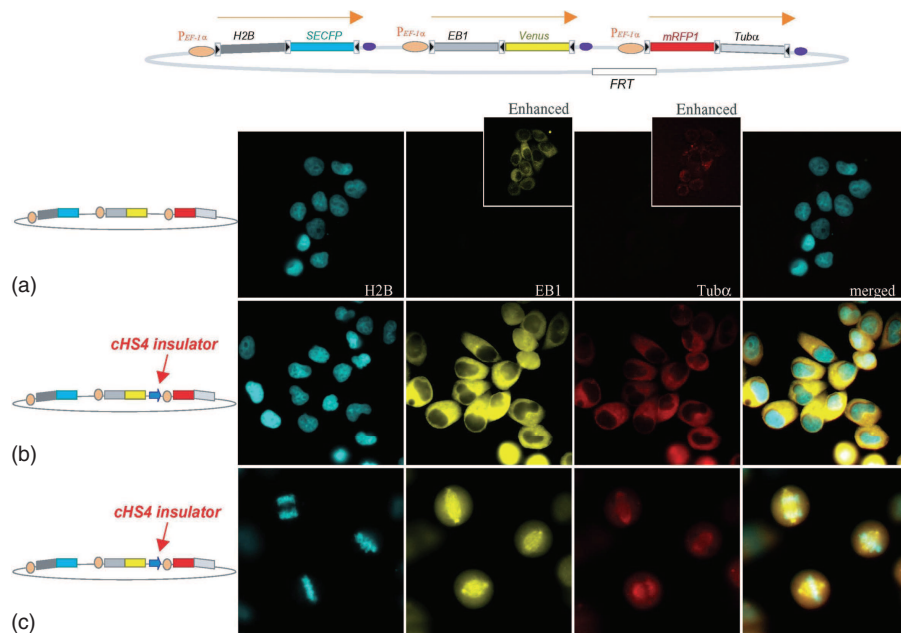 P_EF-1α H2B SECFP P_EF-1α EB1 Venus P_EF-1α mRFP1 Tubα
FRT
Enhanced Enhanced
(a)
H2B EB1 Tubα merged
cHS4 insulator
(b)
cHS4 insulator
(c)